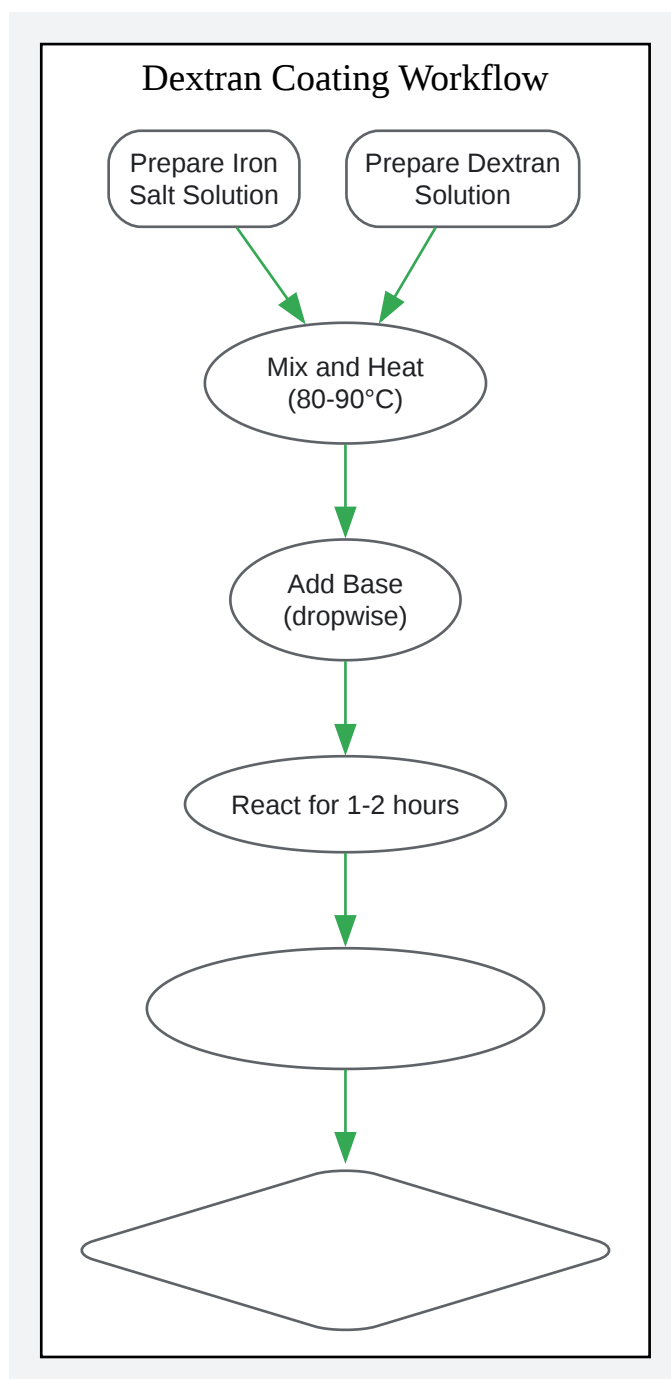 Dextran Coating Workflow
Prepare Iron
Salt Solution
Prepare Dextran
Solution
Mix and Heat
(80-90°C)
Add Base
(dropwise)
React for 1-2 hours